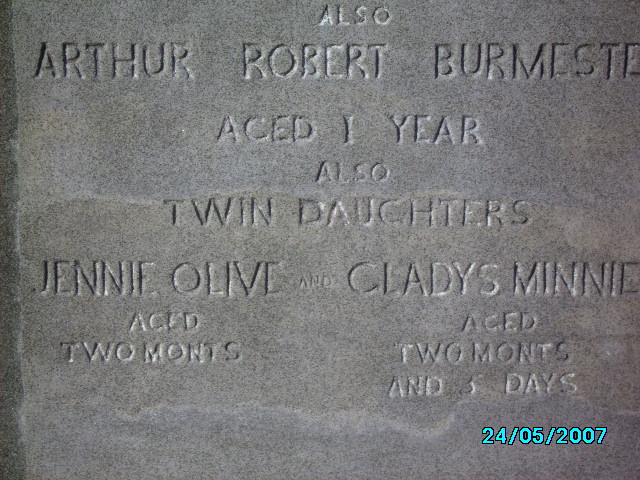 ALSO
ARTHUR ROBERT BURMESTE
AGED 1 YEAR
ALSO
TWIN DAUGHTERS
JENNIE OLIVE AND GLADYS MINNIE
AGED AGED
TWO MONTS TWO MONTS
AND 3 DAYS
24/05/2007